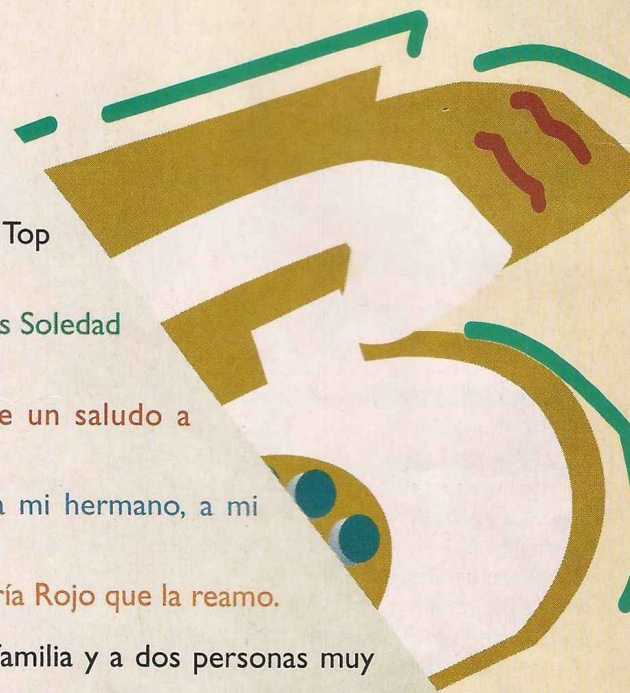 Top
s Soledad
e un saludo a
a mi hermano, a mi
ría Rojo que la reamo.
familia y a dos personas muy